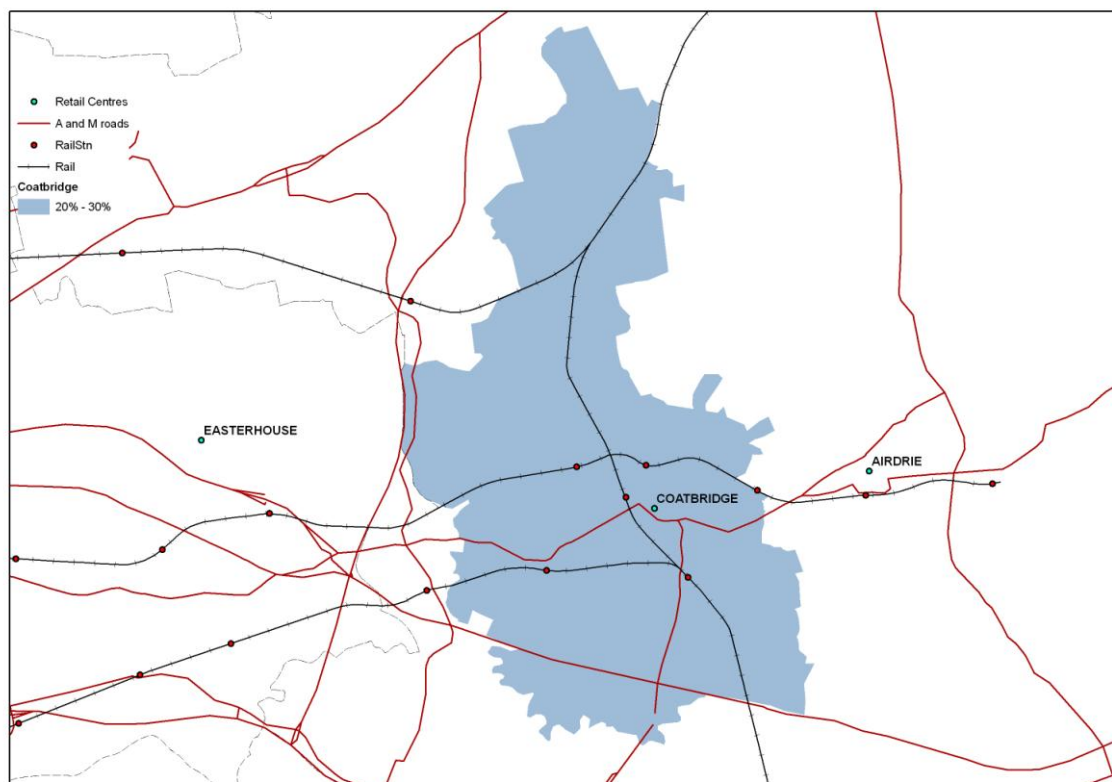 Retail Centres
A and M roads
RailStn
Rail
Coatbridge
20% - 30%
EASTERHOUSE
AIRDRIE
COATBRIDGE